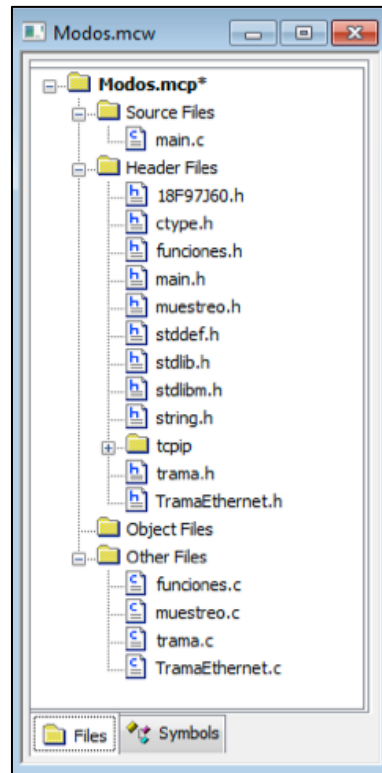 Modos.mcw
Modos.mcp*
Source Files
main.c
Header Files
18F97J60.h
ctype.h
funciones.h
main.h
muestreo.h
stddef.h
stdlib.h
stdlibm.h
string.h
tcpip
trama.h
TramaEthernet.h
Object Files
Other Files
funciones.c
muestreo.c
trama.c
TramaEthernet.c
Files Symbols